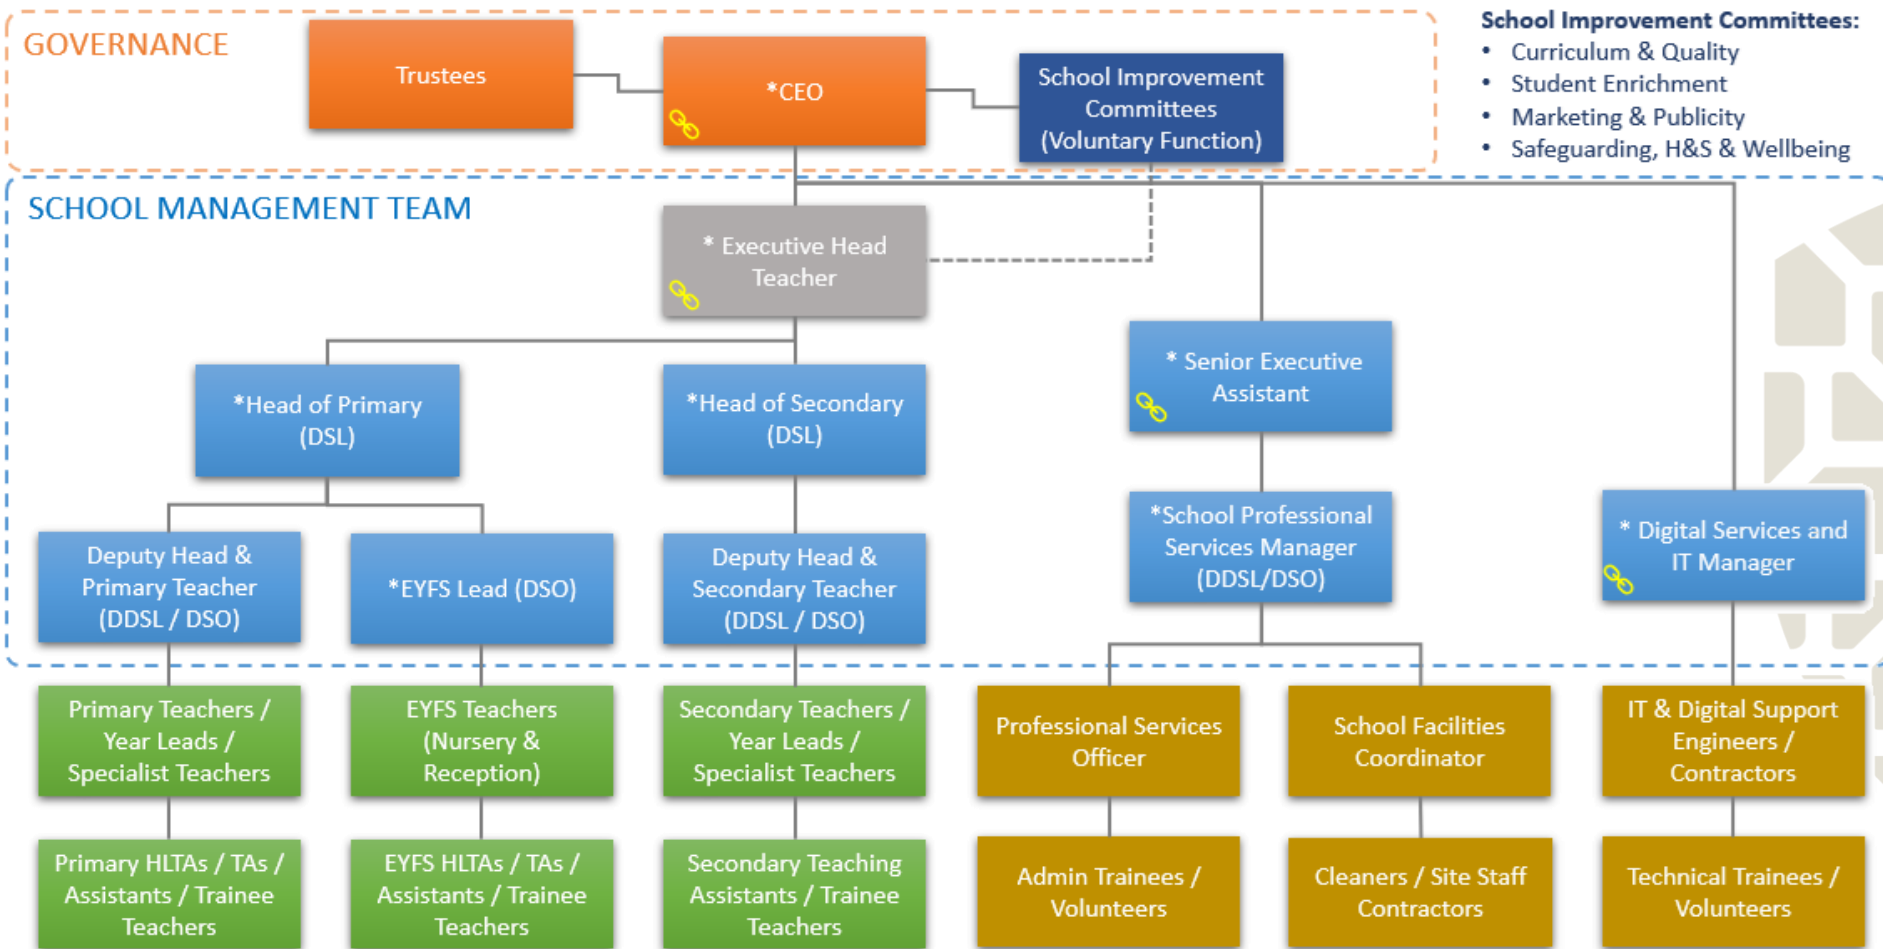 GOVERNANCE
Trustees
*CEO
School Improvement
Committees
(Voluntary Function)
School Improvement Committees:
• Curriculum & Quality
• Student Enrichment
• Marketing & Publicity
• Safeguarding, H&S & Wellbeing
SCHOOL MANAGEMENT TEAM
* Executive Head
Teacher
* Senior Executive
Assistant
*Head of Primary
(DSL)
*Head of Secondary
(DSL)
Deputy Head &
Primary Teacher
(DDSL / DSO)
*EYFS Lead (DSO)
Deputy Head &
Secondary Teacher
(DDSL / DSO)
*School Professional
Services Manager
(DDSL/DSO)
* Digital Services and
IT Manager
Primary Teachers /
Year Leads /
Specialist Teachers
EYFS Teachers
(Nursery &
Reception)
Secondary Teachers /
Year Leads /
Specialist Teachers
Professional Services
Officer
School Facilities
Coordinator
IT & Digital Support
Engineers /
Contractors
Primary HLTAs / TAs /
Assistants / Trainee
Teachers
EYFS HLTAs / TAs /
Assistants / Trainee
Teachers
Secondary Teaching
Assistants / Trainee
Teachers
Admin Trainees /
Volunteers
Cleaners / Site Staff
Contractors
Technical Trainees /
Volunteers